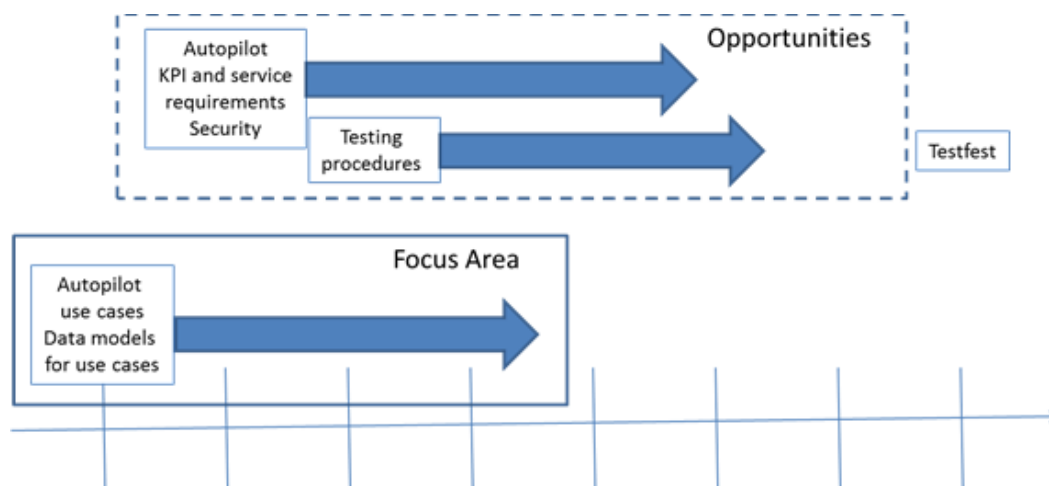 Opportunities
Autopilot
KPI and service
requirements
Security
Testing
procedures
Testfest
Focus Area
Autopilot
use cases
Data models
for use cases